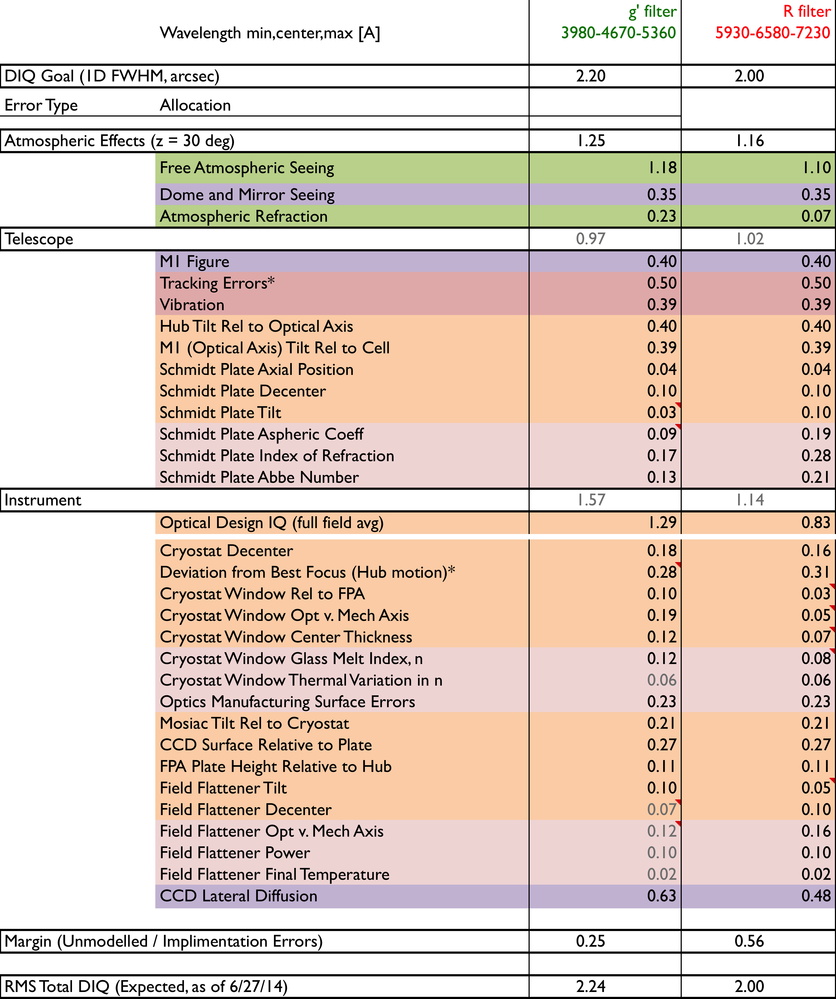 g' filter R filter
Wavelength min,center,max [A] 3980-4670-5360 5930-6580-7230
DIQ Goal (1D FWHM, arcsec) 2.20 2.00
Error Type Allocation
Atmospheric Effects (z = 30 deg) 1.25 1.16
Free Atmospheric Seeing 1.18 1.10
Dome and Mirror Seeing 0.35 0.35
Atmospheric Refraction 0.23 0.07
Telescope 0.97 1.02
M1 Figure 0.40 0.40
Tracking Errors* 0.50 0.50
Vibration 0.39 0.39
Hub Tilt Rel to Optical Axis 0.40 0.40
M1 (Optical Axis) Tilt Rel to Cell 0.39 0.39
Schmidt Plate Axial Position 0.04 0.04
Schmidt Plate Decenter 0.10 0.10
Schmidt Plate Tilt 0.03 0.10
Schmidt Plate Aspheric Coeff 0.09 0.19
Schmidt Plate Index of Refraction 0.17 0.28
Schmidt Plate Abbe Number 0.13 0.21
Instrument 1.57 1.14
Optical Design IQ (full field avg) 1.29 0.83
Cryostat Decenter 0.18 0.16
Deviation from Best Focus (Hub motion)* 0.28 0.31
Cryostat Window Rel to FPA 0.10 0.03
Cryostat Window Opt v. Mech Axis 0.19 0.05
Cryostat Window Center Thickness 0.12 0.07
Cryostat Window Glass Melt Index, n 0.12 0.08
Cryostat Window Thermal Variation in n 0.06 0.06
Optics Manufacturing Surface Errors 0.23 0.23
Mosiac Tilt Rel to Cryostat 0.21 0.21
CCD Surface Relative to Plate 0.27 0.27
FPA Plate Height Relative to Hub 0.11 0.11
Field Flattener Tilt 0.10 0.05
Field Flattener Decenter 0.07 0.10
Field Flattener Opt v. Mech Axis 0.12 0.16
Field Flattener Power 0.10 0.10
Field Flattener Final Temperature 0.02 0.02
CCD Lateral Diffusion 0.63 0.48
Margin (Unmodelled / Implimentation Errors) 0.25 0.56
RMS Total DIQ (Expected, as of 6/27/14) 2.24 2.00